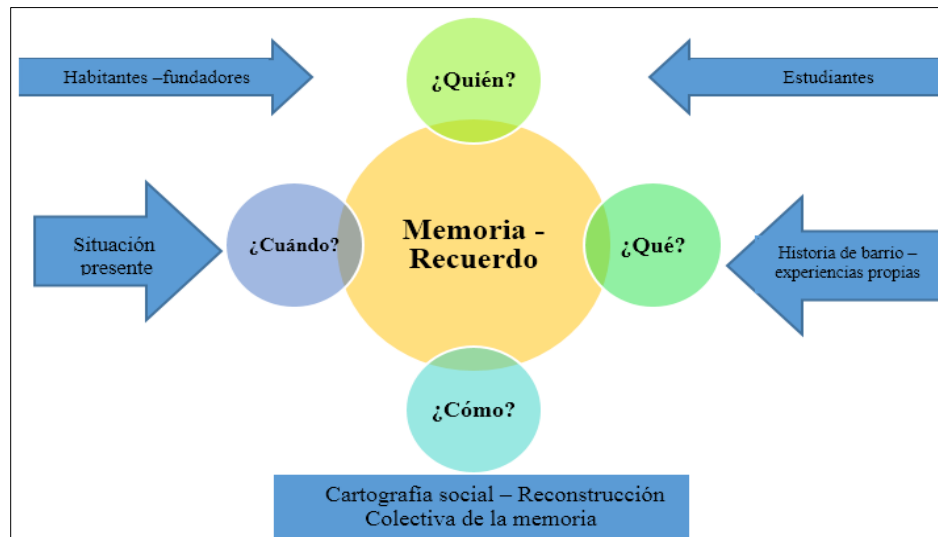 Habitantes –fundadores
¿Quién?
Estudiantes
Situación
presente
¿Cuándo?
Memoria -
Recuerdo
¿Qué?
Historia de barrio –
experiencias propias
¿Cómo?
Cartografía social – Reconstrucción
Colectiva de la memoria